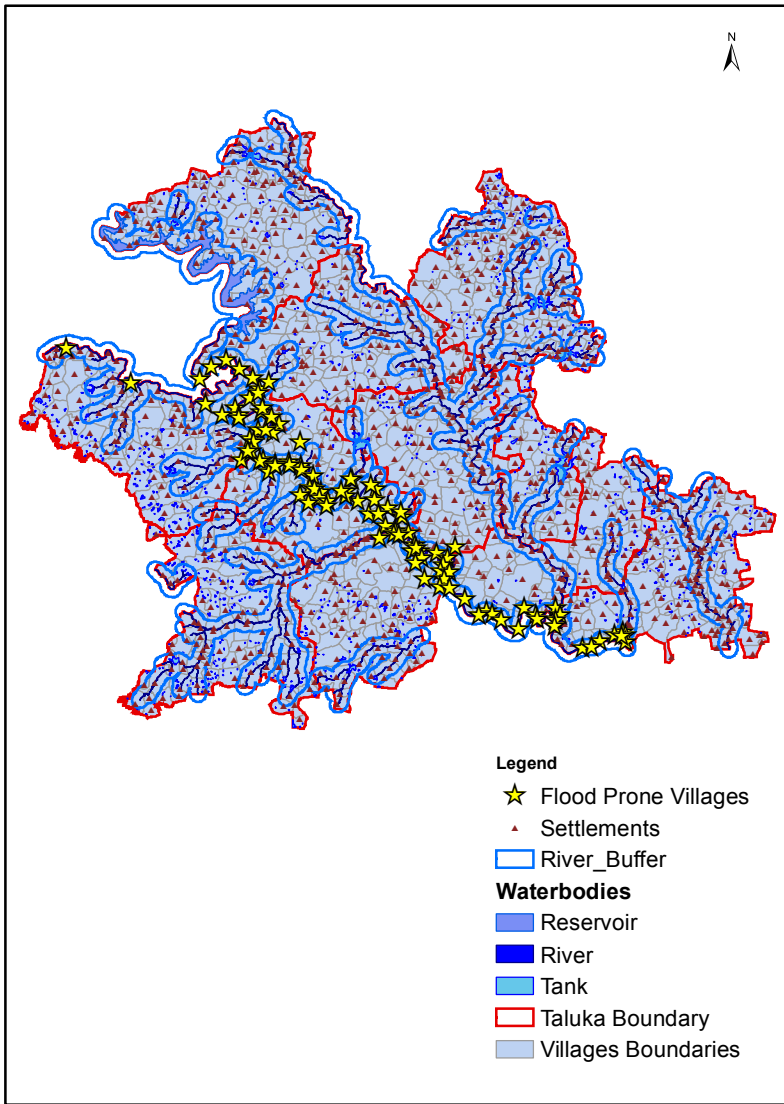 N
Legend
Flood Prone Villages
Settlements
River_Buffer
Waterbodies
Reservoir
River
Tank
Taluka Boundary
Villages Boundaries